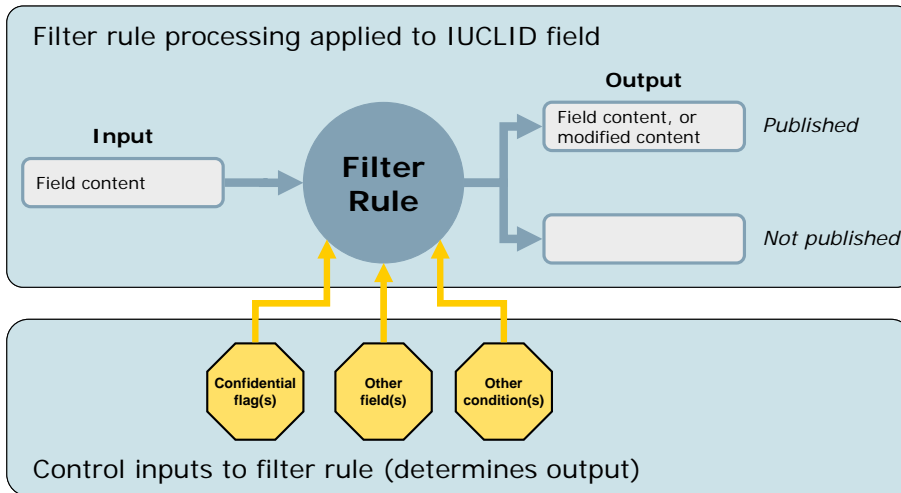 Filter rule processing applied to IUCLID field
Output
Input
Field content, or
modified content
Published
Field content
Filter
Rule
Not published
Confidential
flag(s)
Other
field(s)
Other
condition(s)
Control inputs to filter rule (determines output)